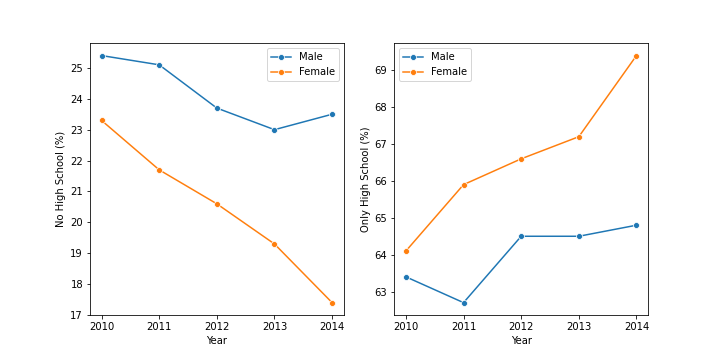 No High School (%)
25
24
23
22
21
20
19
18
17
2010 2011 2012 2013 2014
Year
Male
Female
Only High School (%)
69
68
67
66
65
64
63
2010 2011 2012 2013 2014
Year
Male
Female